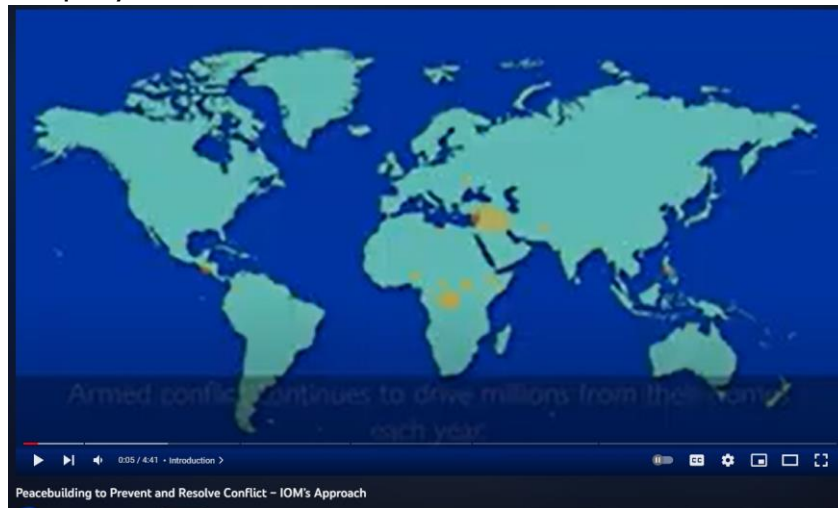 Armed conflict continues to drive millions from their homes
each year.
0:05 / 4:41 • Introduction >
CC
Peacebuilding to Prevent and Resolve Conflict – IOM's Approach